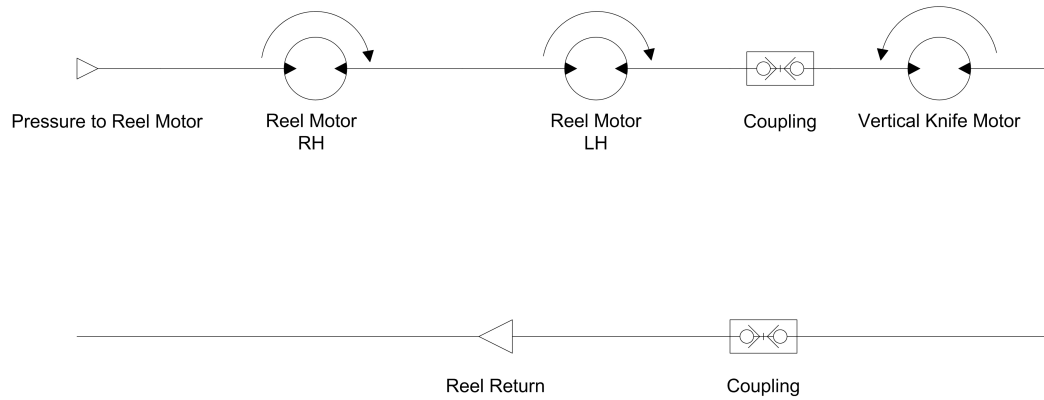 Pressure to Reel Motor
Reel Motor
RH
Reel Motor
LH
Coupling
Vertical Knife Motor
Reel Return
Coupling